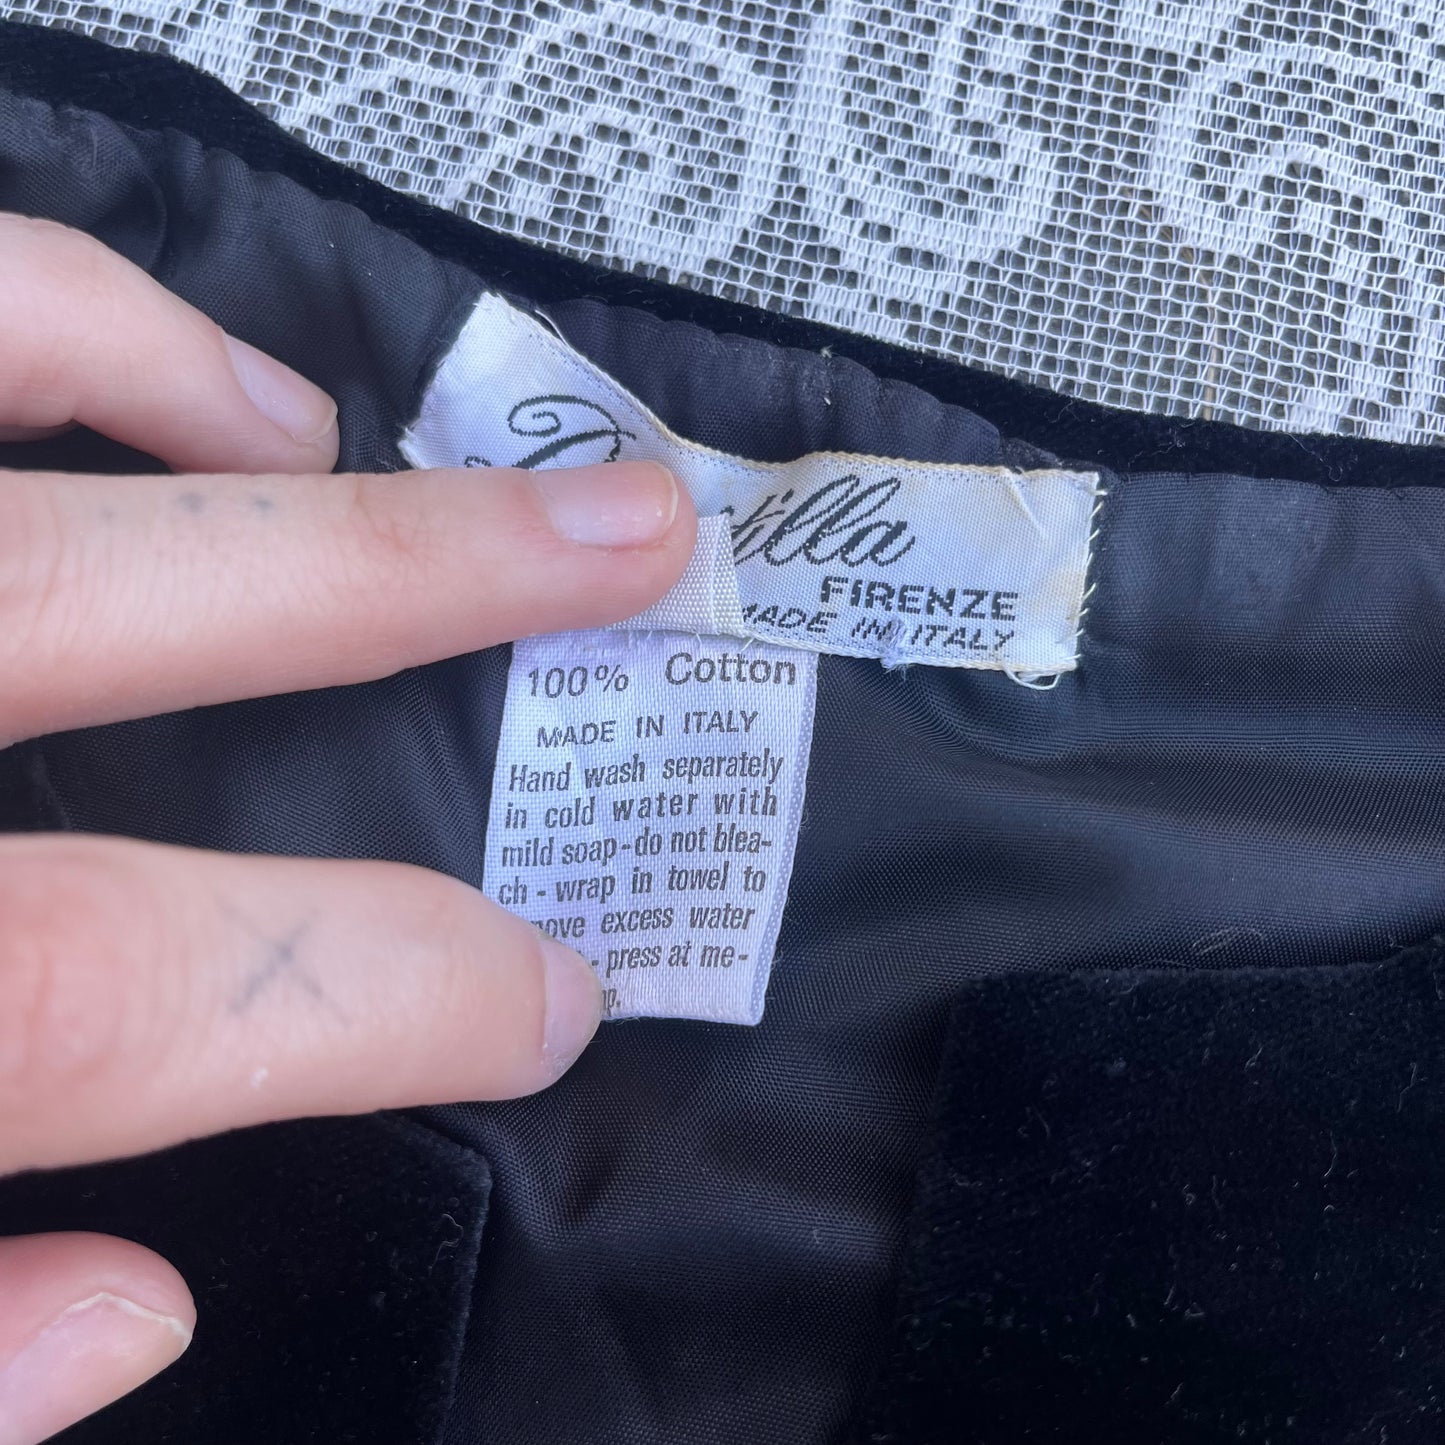 FIRENZE
MADE IN ITALY
100% Cotton
MADE IN ITALY
Hand wash separately
in cold water with
mild soap - do not blea-
ch - wrap in towel to
excess water
- press at me-